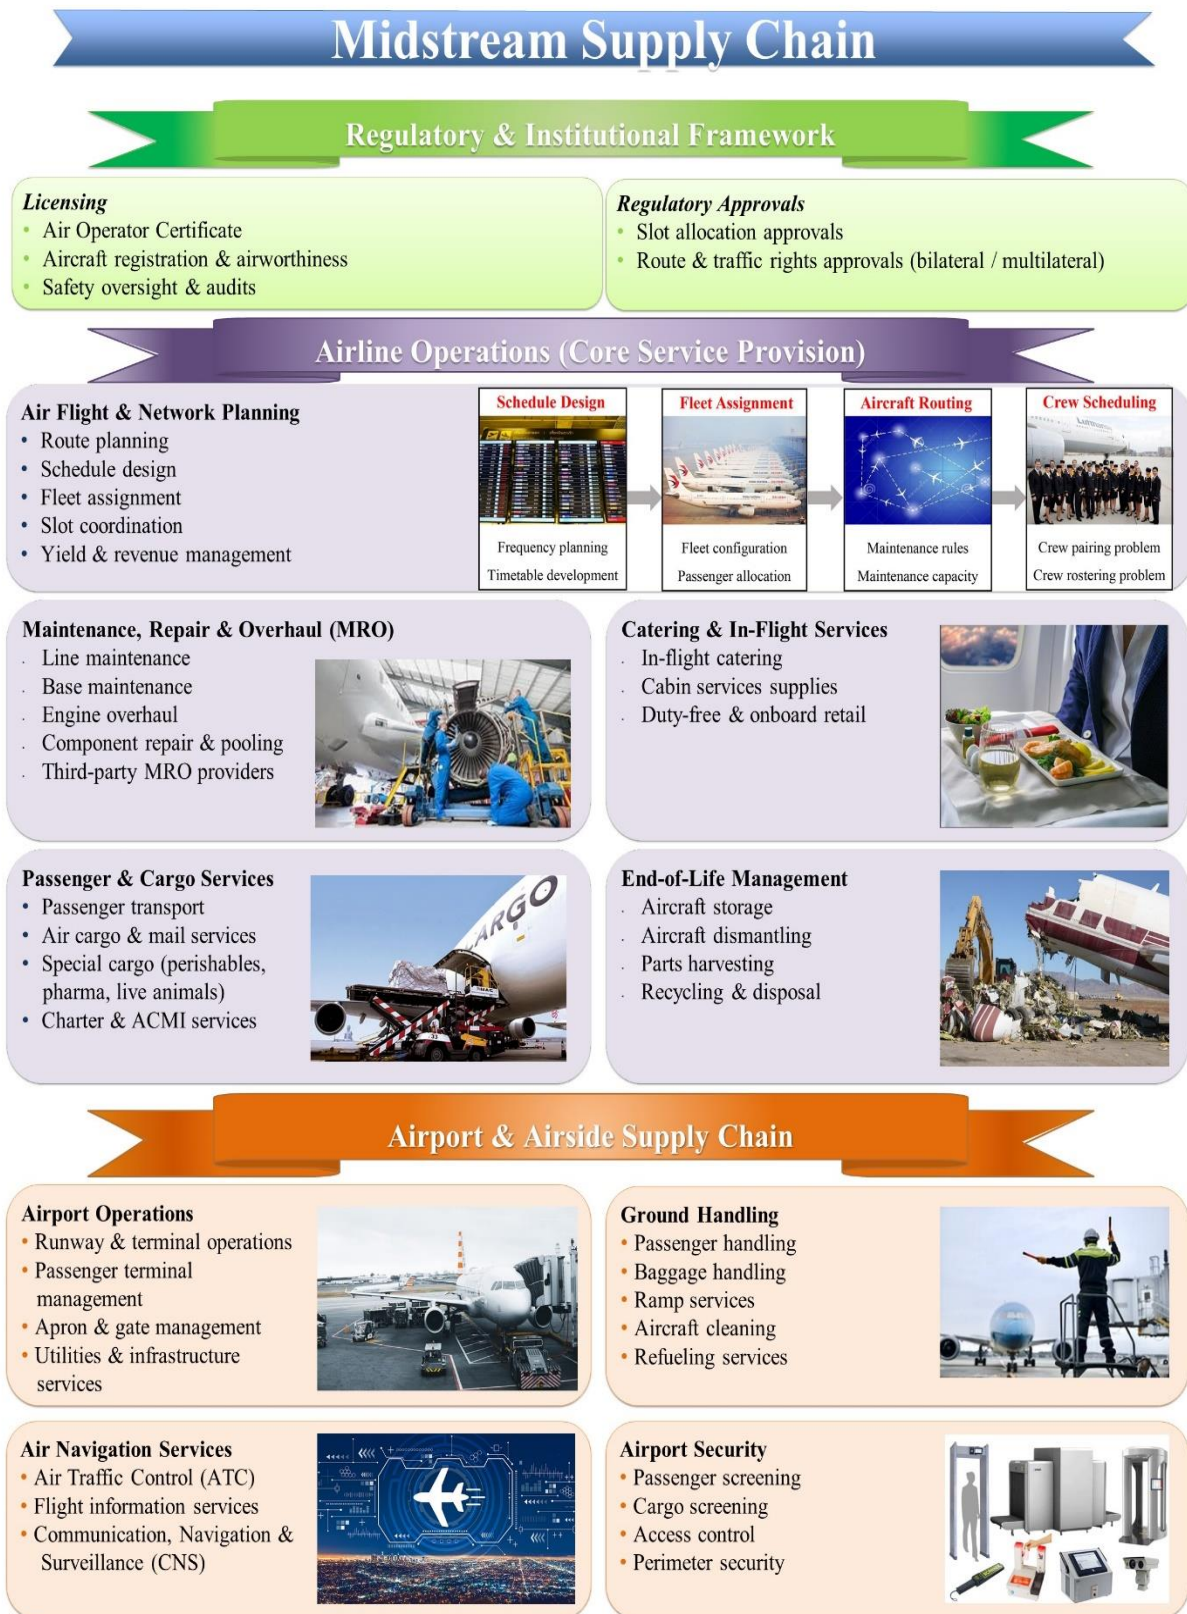 Midstream Supply Chain
Regulatory & Institutional Framework
Licensing
• Air Operator Certificate
• Aircraft registration & airworthiness
• Safety oversight & audits
Regulatory Approvals
• Slot allocation approvals
• Route & traffic rights approvals (bilateral / multilateral)
Airline Operations (Core Service Provision)
Air Flight & Network Planning
• Route planning
• Schedule design
• Fleet assignment
• Slot coordination
• Yield & revenue management
Schedule Design
Frequency planning
Timetable development
Fleet Assignment
Fleet configuration
Passenger allocation
Aircraft Routing
Maintenance rules
Maintenance capacity
Crew Scheduling
Lufthansa
Crew pairing problem
Crew rostering problem
Maintenance, Repair & Overhaul (MRO)
. Line maintenance
. Base maintenance
. Engine overhaul
. Component repair & pooling
. Third-party MRO providers
Catering & In-Flight Services
. In-flight catering
. Cabin services supplies
. Duty-free & onboard retail
Passenger & Cargo Services
• Passenger transport
• Air cargo & mail services
• Special cargo (perishables,
pharma, live animals)
• Charter & ACMI services
CARGO
33
End-of-Life Management
. Aircraft storage
. Aircraft dismantling
. Parts harvesting
. Recycling & disposal
Airport & Airside Supply Chain
Airport Operations
• Runway & terminal operations
• Passenger terminal
management
• Apron & gate management
• Utilities & infrastructure
services
Ground Handling
• Passenger handling
• Baggage handling
• Ramp services
• Aircraft cleaning
• Refueling services
Air Navigation Services
• Air Traffic Control (ATC)
• Flight information services
• Communication, Navigation &
Surveillance (CNS)
Airport Security
• Passenger screening
• Cargo screening
• Access control
• Perimeter security